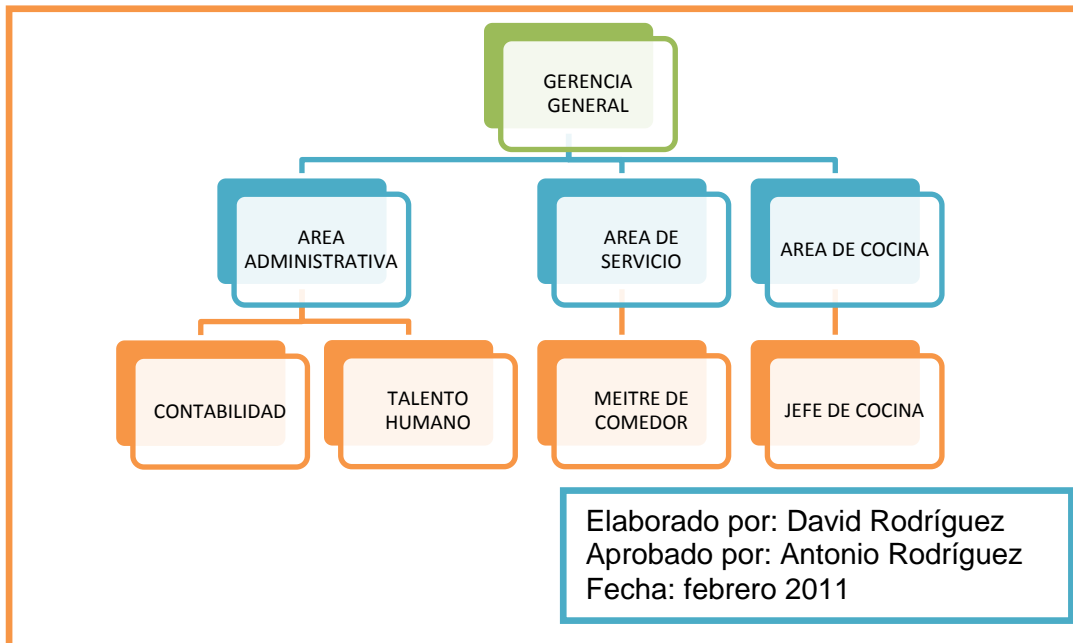 GERENCIA
GENERAL
AREA
ADMINISTRATIVA
AREA DE
SERVICIO
AREA DE COCINA
CONTABILIDAD
TALENTO
HUMANO
MEITRE DE
COMEDOR
JEFE DE COCINA
Elaborado por: David Rodríguez
Aprobado por: Antonio Rodríguez
Fecha: febrero 2011